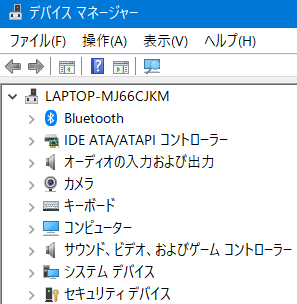 デバイス マネージャー
ファイル(F) 操作(A) 表示(V) ヘルプ(H)
LAPTOP-MJ66CJKM
Bluetooth
IDE ATA/ATAPI コントローラー
オーディオの入力および出力
カメラ
キーボード
コンピューター
サウンド、ビデオ、およびゲーム コントローラー
システム デバイス
セキュリティ デバイス